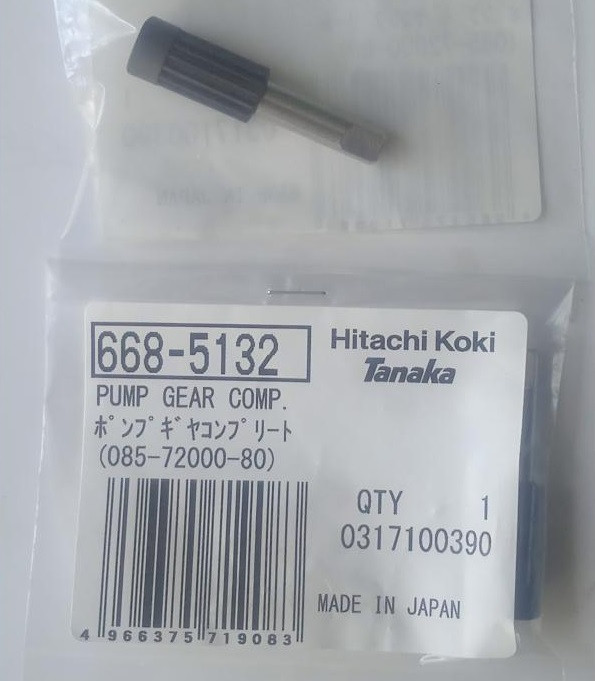 668-5132
Hitachi Koki
Tanaka
PUMP GEAR COMP.
ﾎﾟﾝﾌﾟｷﾞﾔｺﾝﾌﾟﾘｰﾄ
(085-72000-80)
QTY 1
0317100390
MADE IN JAPAN
4 966375 719083